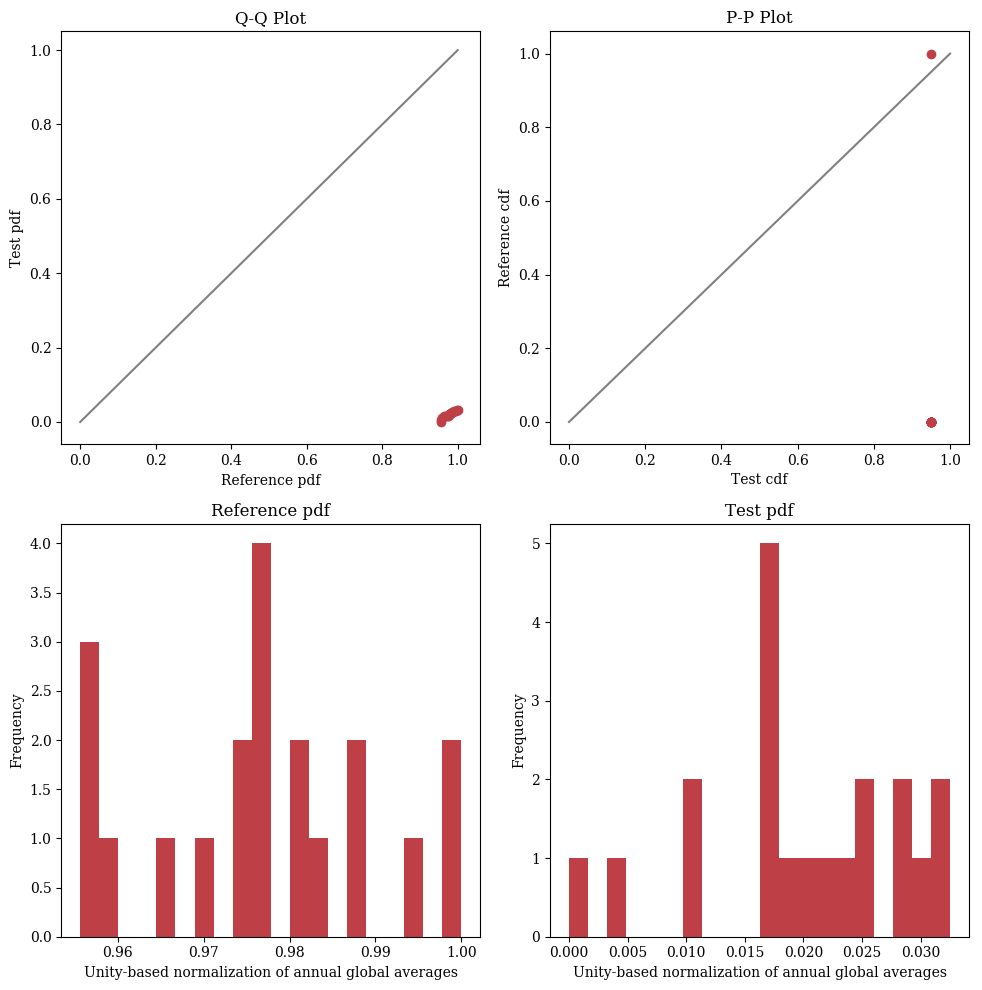 Q-Q Plot
1.0
0.8
0.6
0.4
0.2
0.0
Test pdf
0.0 0.2 0.4 0.6 0.8 1.0
Reference pdf
P-P Plot
1.0
0.8
0.6
0.4
0.2
0.0
Reference cdf
0.0 0.2 0.4 0.6 0.8 1.0
Test cdf
Reference pdf
4.0
3.5
3.0
2.5
2.0
1.5
1.0
0.5
0.0
Frequency
0.96 0.97 0.98 0.99 1.00
Unity-based normalization of annual global averages
Test pdf
5
4
3
2
1
0
Frequency
0.000 0.005 0.010 0.015 0.020 0.025 0.030
Unity-based normalization of annual global averages